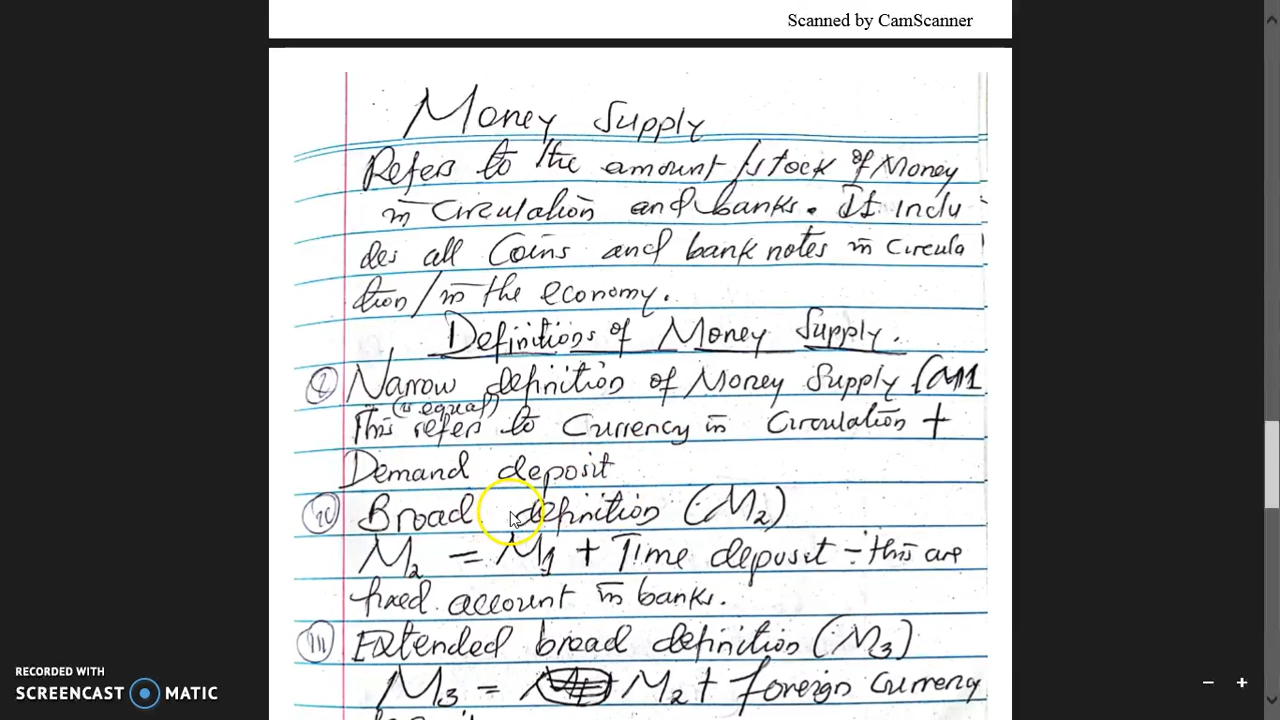 Scanned by CamScanner
Money Supply
Refers to the amount /stock of Money
in Circulation and banks. It inclu
des all Coins and bank notes in Circula
tion/in the economy.
Definitions of Money Supply.
(i) Narrow definition of Money Supply (M1
(is equal)
This refers to Currency in Circulation +
Demand deposit
(ii) Broad definition (M2)
M2 = M1 + Time deposit - this are
fixed account in banks.
(iii) Extended broad definition (M3)
M3 = M2 + foreign Currency
RECORDED WITH
SCREENCAST MATIC